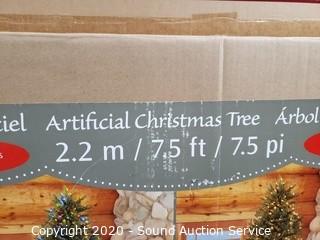 ciel Artificial Christmas Tree Árbol
2.2 m / 7.5 ft / 7.5 pi
s
Copyright 2020 - Sound Auction Service